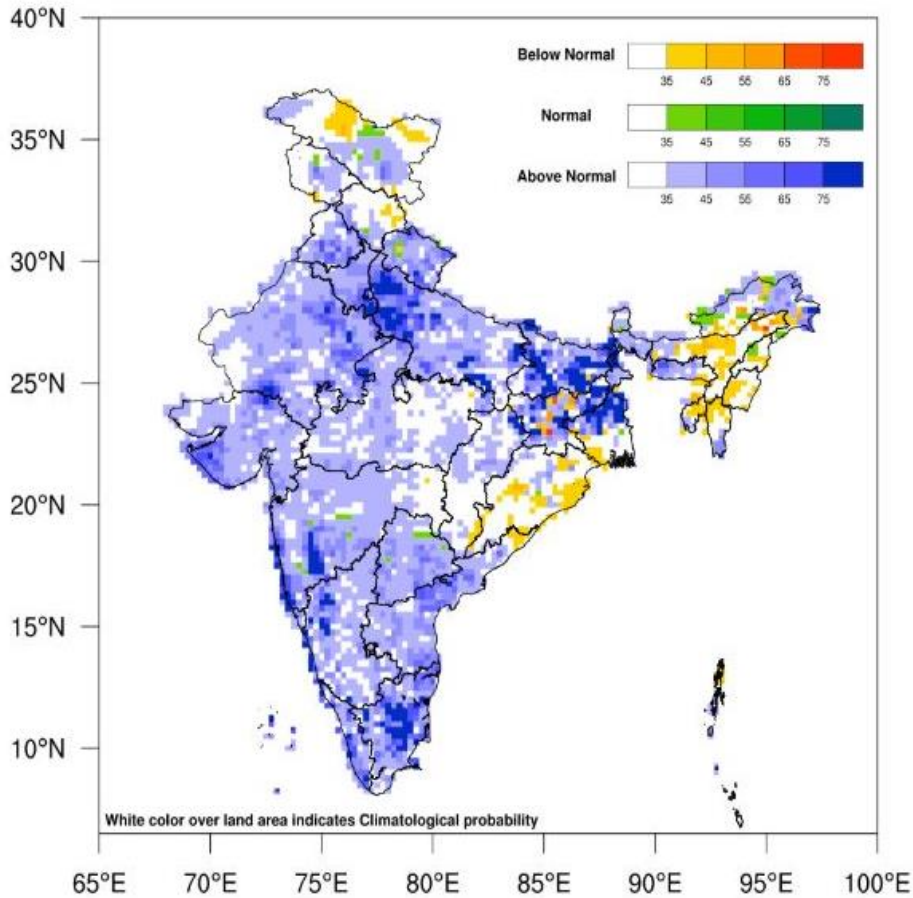 40°N
35°N
30°N
25°N
20°N
15°N
10°N
Below Normal
35 45 55 65 75
Normal
35 45 55 65 75
Above Normal
35 45 55 65 75
White color over land area indicates Climatological probability
65°E 70°E 75°E 80°E 85°E 90°E 95°E 100°E